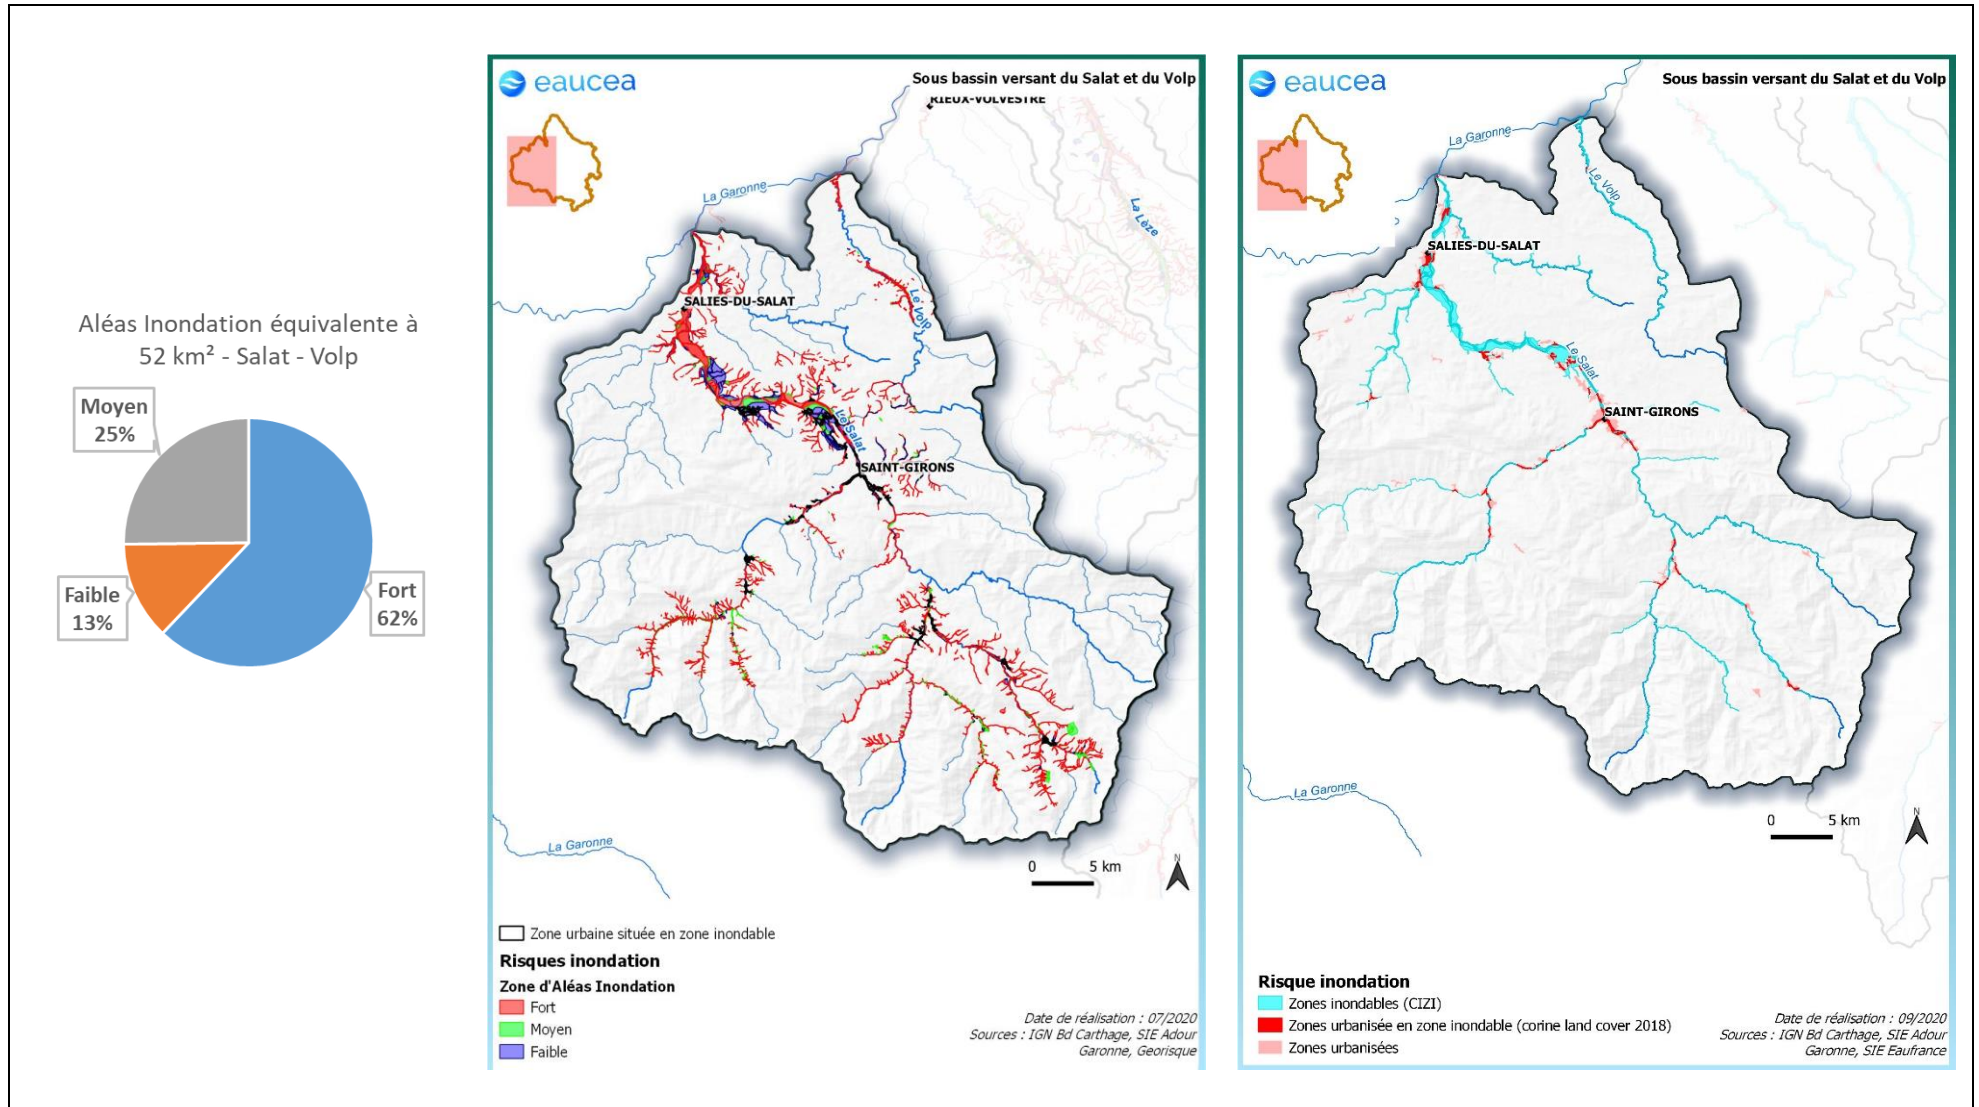 Aléas Inondation équivalente à
52 km² - Salat - Volp
Moyen
25%
Faible
13%
Fort
62%
eaucea
Sous bassin versant du Salat et du Volp
RIEUX-VOLVESTRE
La Garonne
La Lèze
Le Volp
SALIES-DU-SALAT
Le Salat
SAINT-GIRONS
La Garonne
0 5 km
N
Zone urbaine située en zone inondable
Risques inondation
Zone d'Aléas Inondation
Fort
Moyen
Faible
Date de réalisation : 07/2020
Sources : IGN Bd Carthage, SIE Adour
Garonne, Georisque
eaucea
Sous bassin versant du Salat et du Volp
La Garonne
Le Volp
SALIES-DU-SALAT
Le Salat
SAINT-GIRONS
La Garonne
0 5 km
N
Risque inondation
Zones inondables (CIZI)
Zones urbanisée en zone inondable (corine land cover 2018)
Zones urbanisées
Date de réalisation : 09/2020
Sources : IGN Bd Carthage, SIE Adour
Garonne, SIE Eaufrance